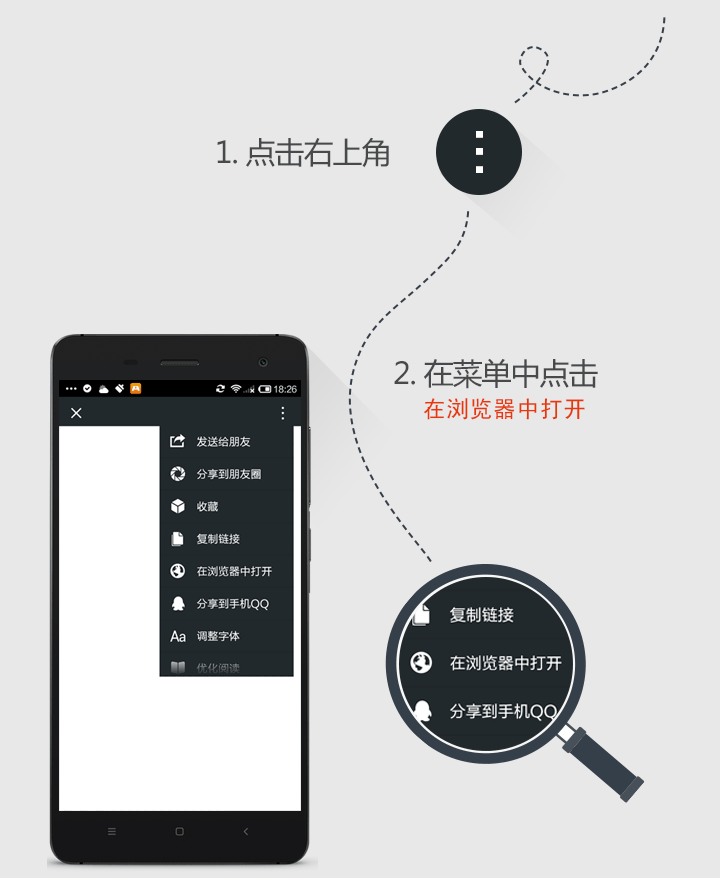 1. 点击右上角
2. 在菜单中点击
在浏览器中打开
18:26
发送给朋友
分享到朋友圈
收藏
复制链接
在浏览器中打开
分享到手机QQ
Aa 调整字体
优化阅读
复制链接
在浏览器中打开
分享到手机QQ